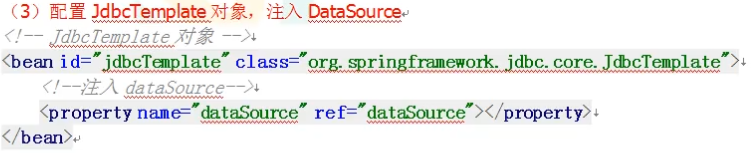 （3）配置 JdbcTemplate 对象，注入 DataSource↓
<!-- JdbcTemplate 对象 -->↓
<bean id="jdbcTemplate" class="org.springframework.jdbc.core.JdbcTemplate">↓
<!--注入 dataSource-->↓
<property name="dataSource" ref="dataSource"></property>↓
</bean>↓